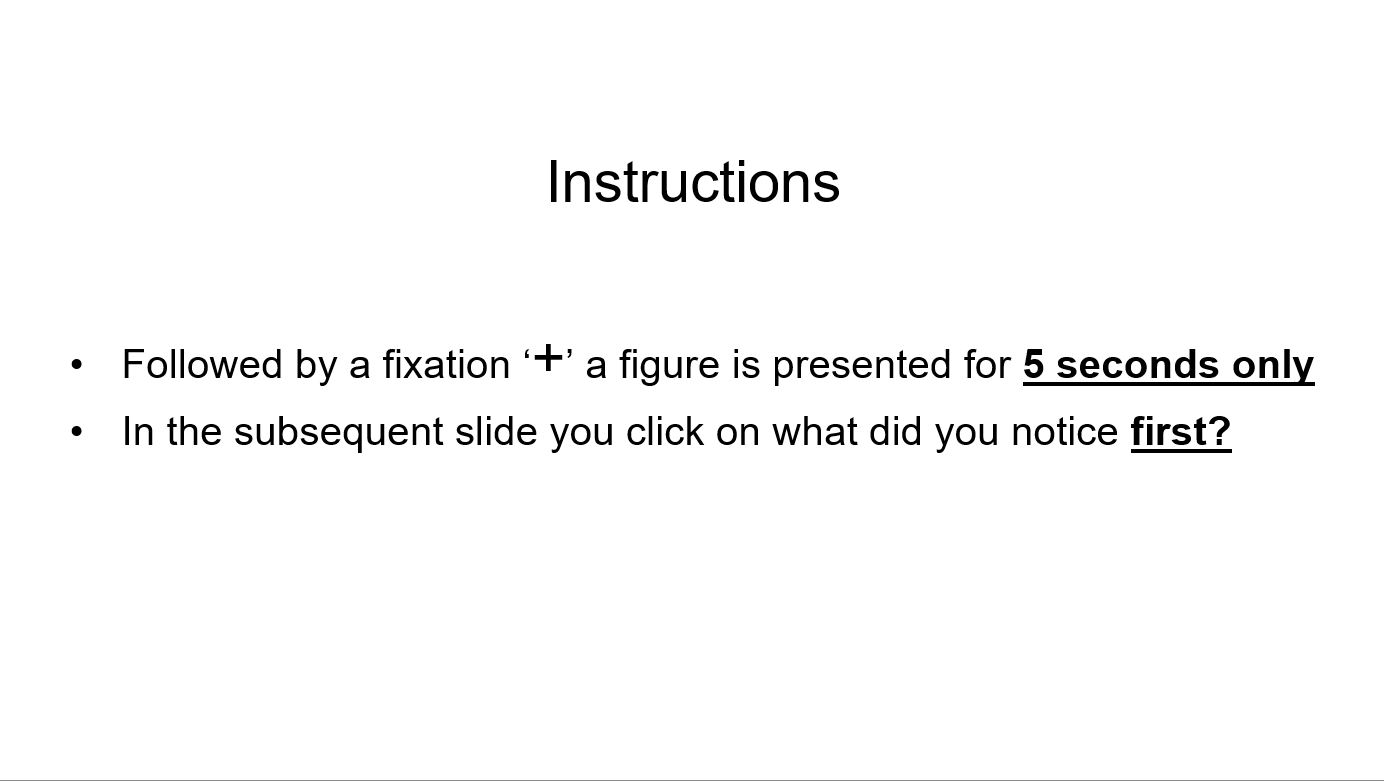 Instructions
• Followed by a fixation ‘+’ a figure is presented for 5 seconds only
• In the subsequent slide you click on what did you notice first?